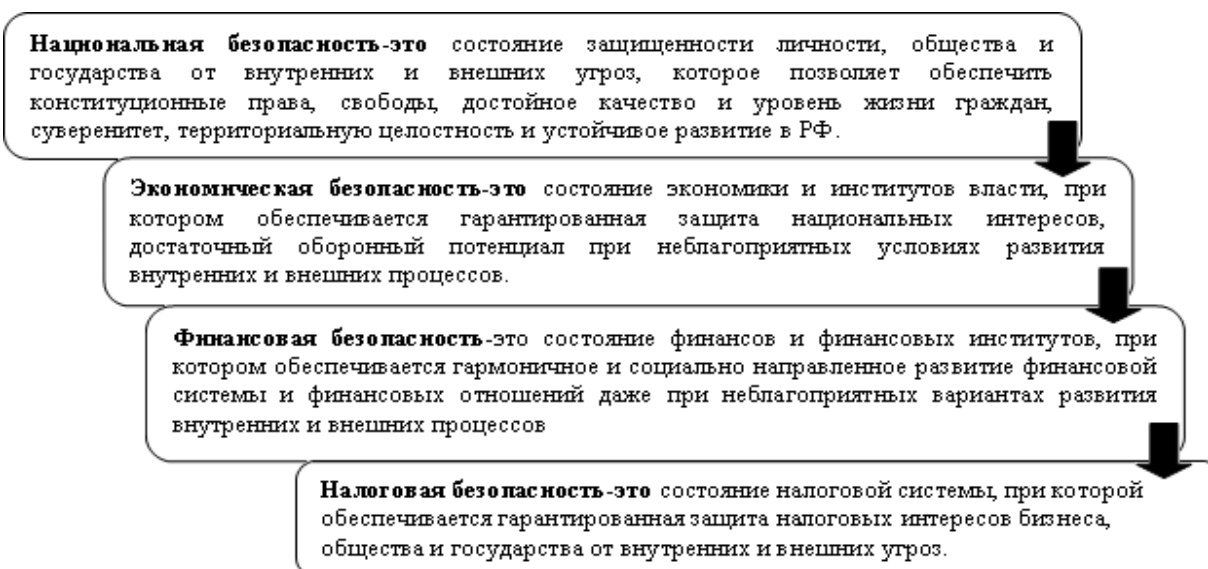 Национальная безопасность-это состояние защищенности личности, общества и
государства от внутренних и внешних угроз, которое позволяет обеспечить
конституционные права, свободы, достойное качество и уровень жизни граждан,
суверенитет, территориальную целостность и устойчивое развитие в РФ.
Экономическая безопасность-это состояние экономики и институтов власти, при
котором обеспечивается гарантированная защита национальных интересов,
достаточный оборонный потенциал при неблагоприятных условиях развития
внутренних и внешних процессов.
Финансовая безопасность-это состояние финансов и финансовых институтов, при
котором обеспечивается гармоничное и социально направленное развитие финансовой
системы и финансовых отношений даже при неблагоприятных вариантах развития
внутренних и внешних процессов
Налоговая безопасность-это состояние налоговой системы, при которой
обеспечивается гарантированная защита налоговых интересов бизнеса,
общества и государства от внутренних и внешних угроз.